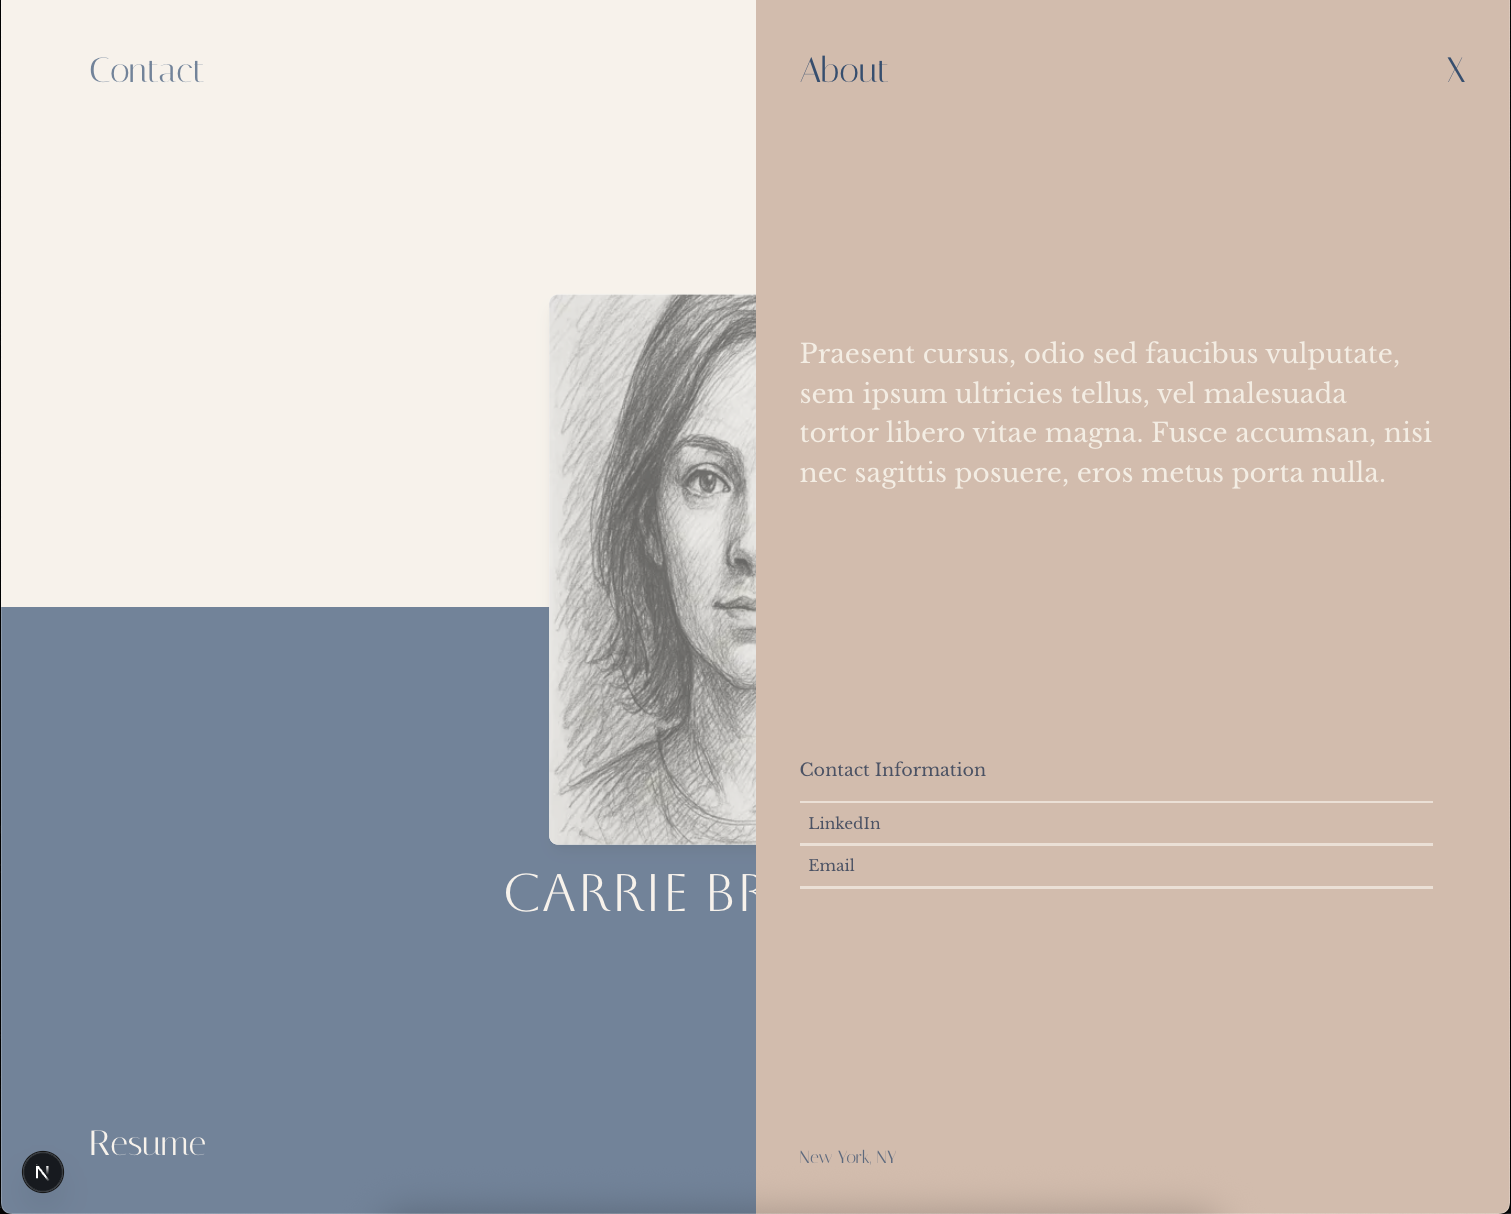 Contact
About
X
Praesent cursus, odio sed faucibus vulputate,
sem ipsum ultricies tellus, vel malesuada
tortor libero vitae magna. Fusce accumsan, nisi
nec sagittis posuere, eros metus porta nulla.
Contact Information
LinkedIn
Email
CARRIE BR
Resume
N
New York, NY